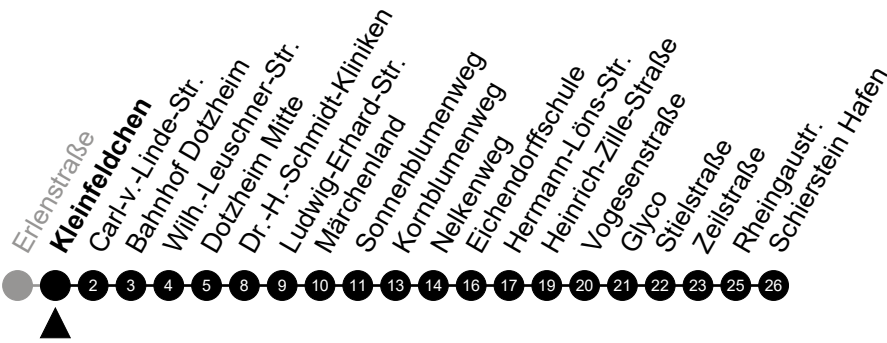 Erlenstraße
Kleinfeldchen
Carl-v.-Linde-Str.
Bahnhof Dotzheim
Wilh.-Leuschner-Str.
Dotzheim Mitte
Dr.-H.-Schmidt-Kliniken
Ludwig-Erhard-Str.
Märchenland
Sonnenblumenweg
Kornblumenweg
Nelkenweg
Eichendorffschule
Hermann-Löns-Str.
Heinrich-Zille-Straße
Vogesenstraße
Glyco
Stielstraße
Zeilstraße
Rheingaustr.
Schierstein Hafen
2 3 4 5 8 9 10 11 13 14 16 17 19 20 21 22 23 25 26